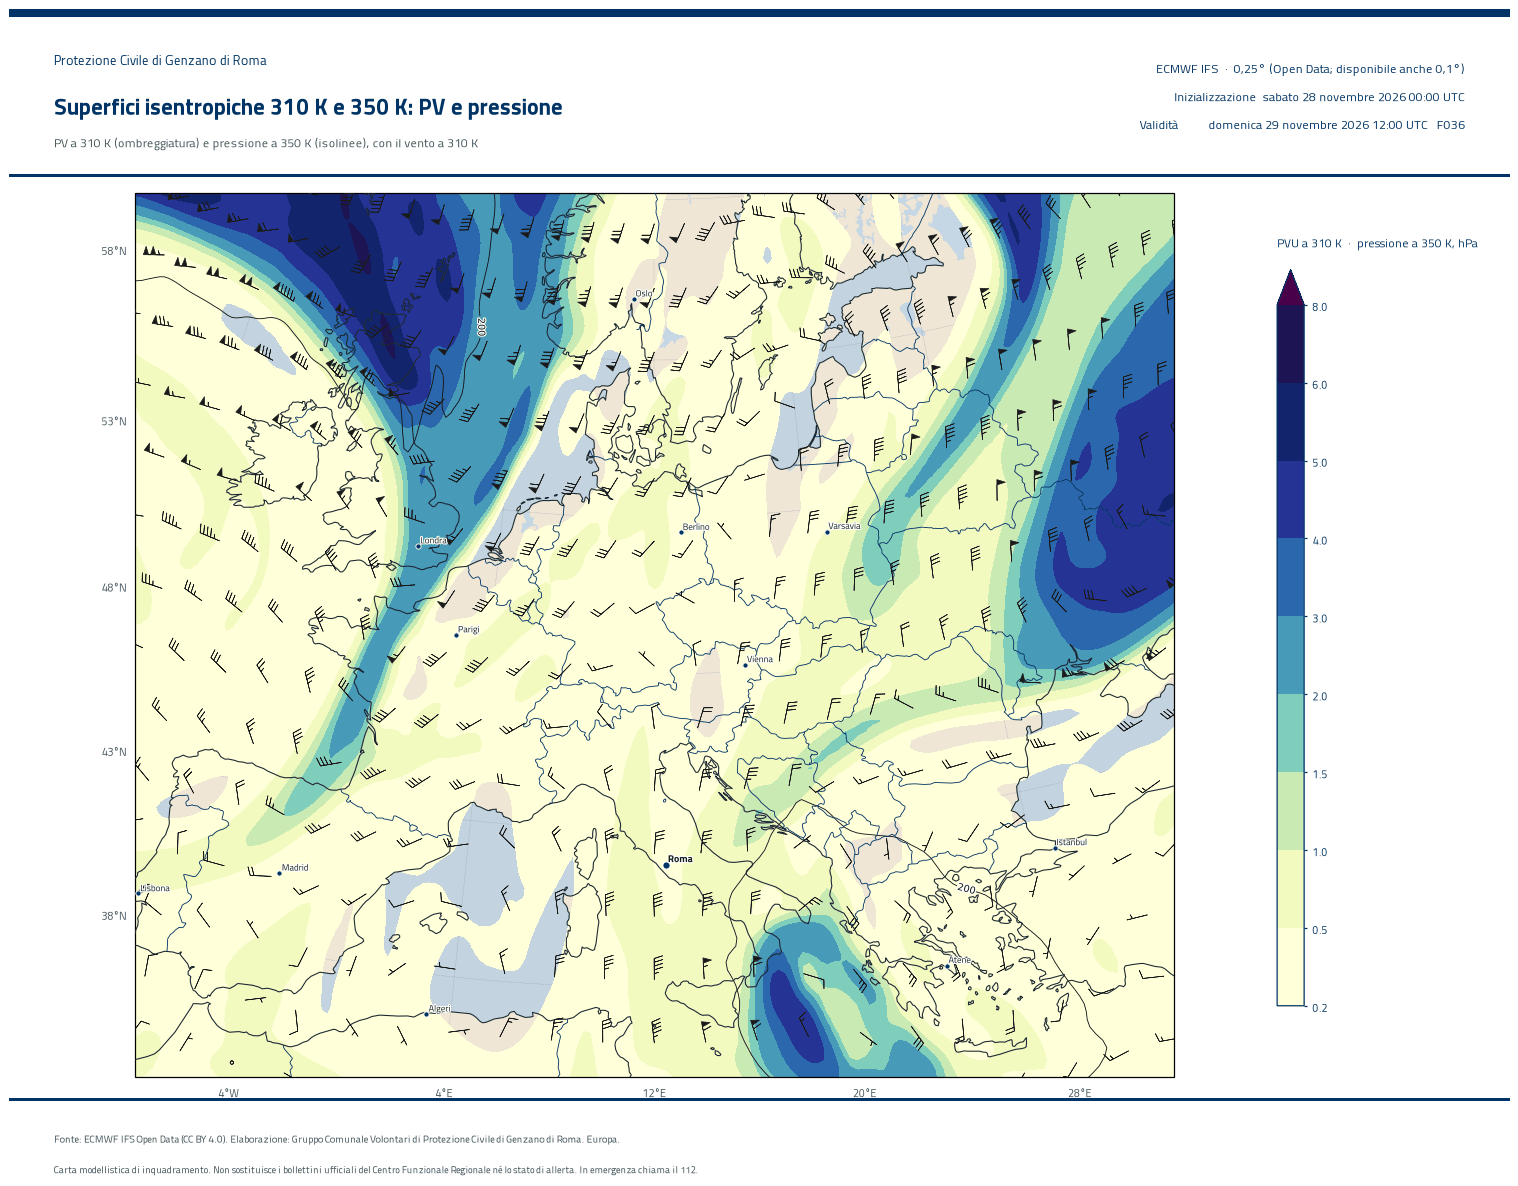 Protezione Civile di Genzano di Roma
Superfici isentropiche 310 K e 350 K: PV e pressione
PV a 310 K (ombreggiatura) e pressione a 350 K (isolinee), con il vento a 310 K
ECMWF IFS · 0,25° (Open Data; disponibile anche 0,1°)
Inizializzazione sabato 28 novembre 2026 00:00 UTC
Validità domenica 29 novembre 2026 12:00 UTC F036
PVU a 310 K · pressione a 350 K, hPa
8.0
6.0
5.0
4.0
3.0
2.0
1.5
1.0
0.5
0.2
58°N
53°N
48°N
43°N
38°N
200
Oslo
Londra
Berlino
Varsavia
Parigi
Vienna
Madrid
Lisbona
Roma
Istanbul
200
Atene
Algeri
4°W
4°E
12°E
20°E
28°E
Fonte: ECMWF IFS Open Data (CC BY 4.0). Elaborazione: Gruppo Comunale Volontari di Protezione Civile di Genzano di Roma. Europa.
Carta modellistica di inquadramento. Non sostituisce i bollettini ufficiali del Centro Funzionale Regionale né lo stato di allerta. In emergenza chiama il 112.